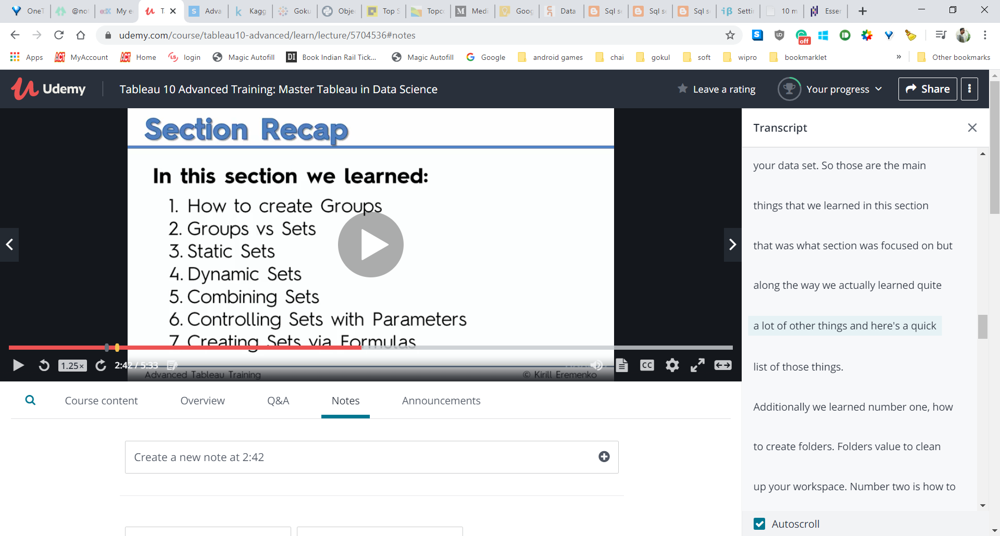 OneT
@no
My e
T.
Adva
Kagg
Goku
Obje
Top S
Topc
Medi
Goog
Data
Sql s
Sql s
Sql s
Setti
10 m
Esser
udemy.com/course/tableau10-advanced/learn/lecture/5704536#notes
off
Apps
MyAccount
Home
login
Magic Autofill
Book Indian Rail Tick...
Magic Autofill
Google
android games
chai
gokul
soft
wipro
bookmarklet
»
Other bookmarks
Udemy
Tableau 10 Advanced Training: Master Tableau in Data Science
Leave a rating
Your progress
Share
Section Recap
In this section we learned:
1. How to create Groups
2. Groups vs Sets
3. Static Sets
4. Dynamic Sets
5. Combining Sets
6. Controlling Sets with Parameters
7. Creating Sets via Formulas
1.25×
2:42 / 5:33
CC
Advanced Tableau Training
© Kirill Eremenko
Transcript
your data set. So those are the main
things that we learned in this section
that was what section was focused on but
along the way we actually learned quite
a lot of other things and here's a quick
list of those things.
Additionally we learned number one, how
to create folders. Folders value to clean
up your workspace. Number two is how to
Autoscroll
Course content
Overview
Q&A
Notes
Announcements
Create a new note at 2:42